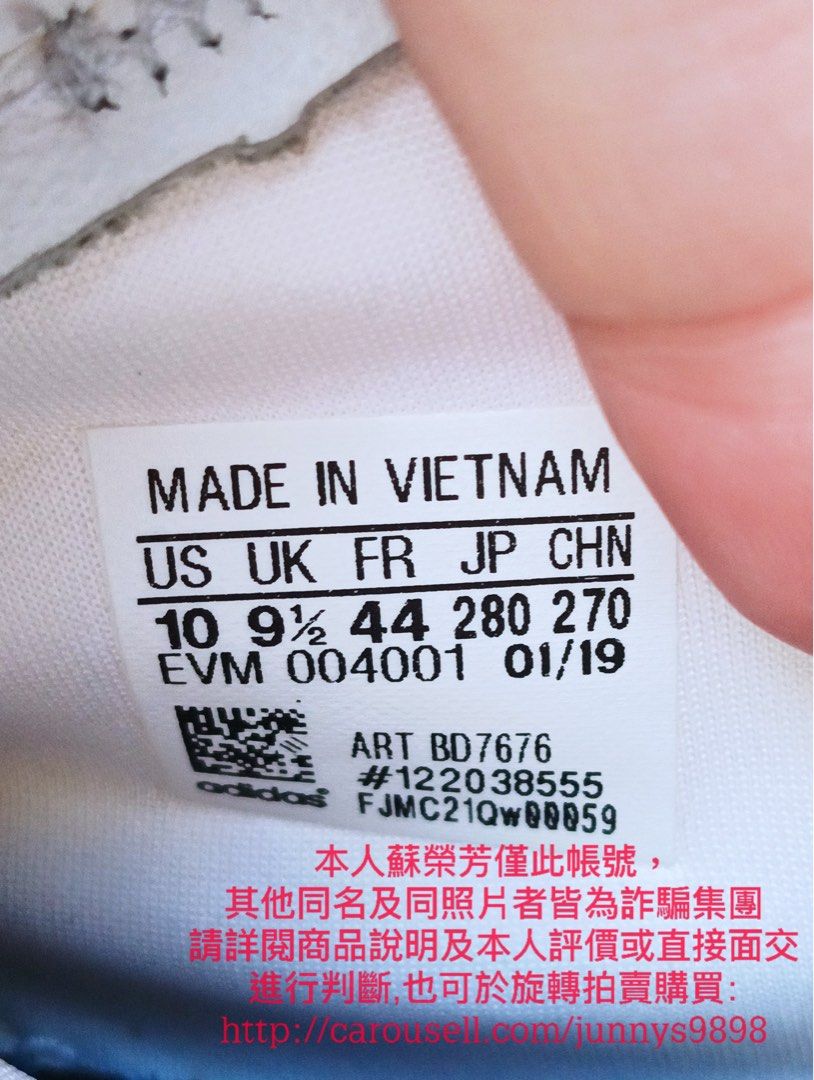 MADE IN VIETNAM
US UK FR JP CHN
10 9½ 44 280 270
EVM 004001 01/19
ART BD7676
#122038555
adidas
FJMC21Qw00059
本人蘇榮芳僅此帳號，
其他同名及同照片者皆為詐騙集團
請詳閱商品說明及本人評價或直接面交
進行判斷,也可於旋轉拍賣購買:
http://carousell.com/junnys9898